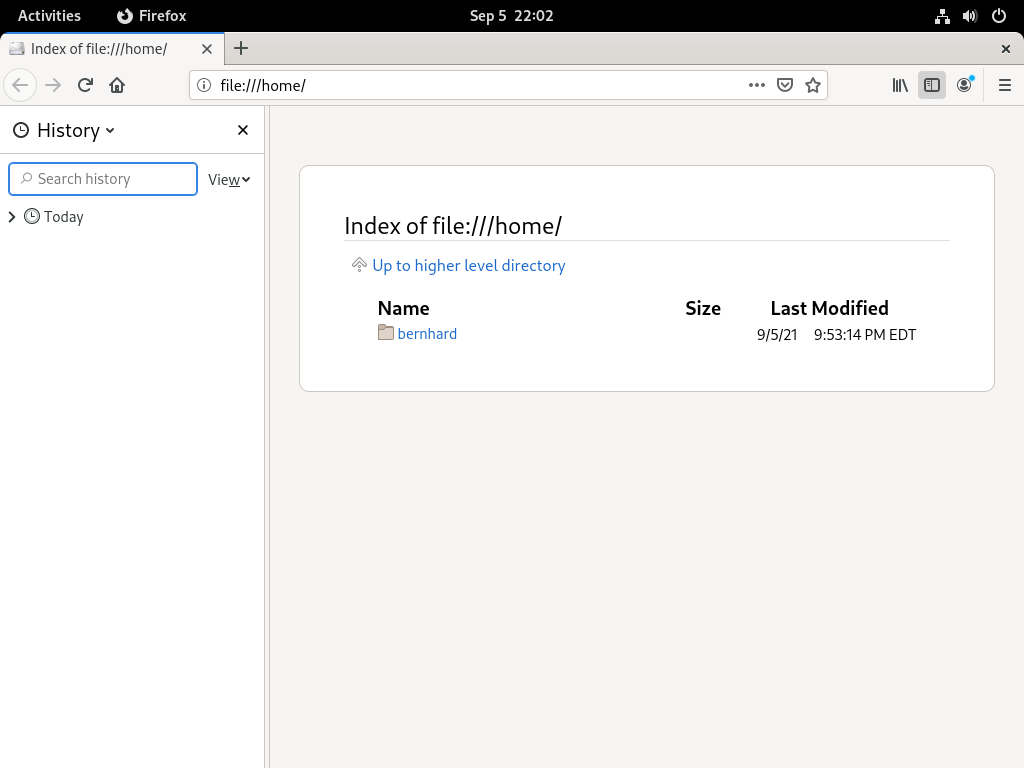 Activities Firefox Sep 5 22:02
Index of file:///home/
file:///home/
History
Search history View
Today
Index of file:///home/
Up to higher level directory
Name Size Last Modified
bernhard 9/5/21 9:53:14 PM EDT